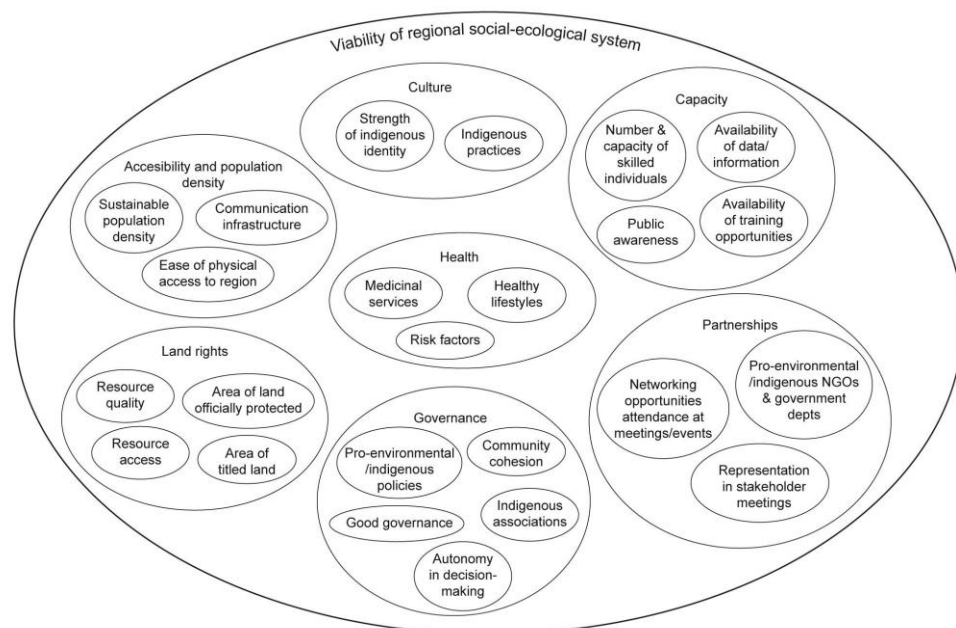 Viability of regional social-ecological system
Culture
Strength
of indigenous
identity
Indigenous
practices
Capacity
Number &
capacity of
skilled
individuals
Availability
of data/
information
Public
awareness
Availability
of training
opportunities
Accesibility and population
density
Sustainable
population
density
Communication
infrastructure
Ease of physical
access to region
Health
Medicinal
services
Healthy
lifestyles
Risk factors
Land rights
Resource
quality
Area of land
officially protected
Resource
access
Area of
titled land
Governance
Pro-environmental
/indigenous
policies
Community
cohesion
Good governance
Indigenous
associations
Autonomy
in decision-
making
Partnerships
Networking
opportunities
attendance at
meetings/events
Pro-environmental
/indigenous NGOs
& government
depts
Representation
in stakeholder
meetings